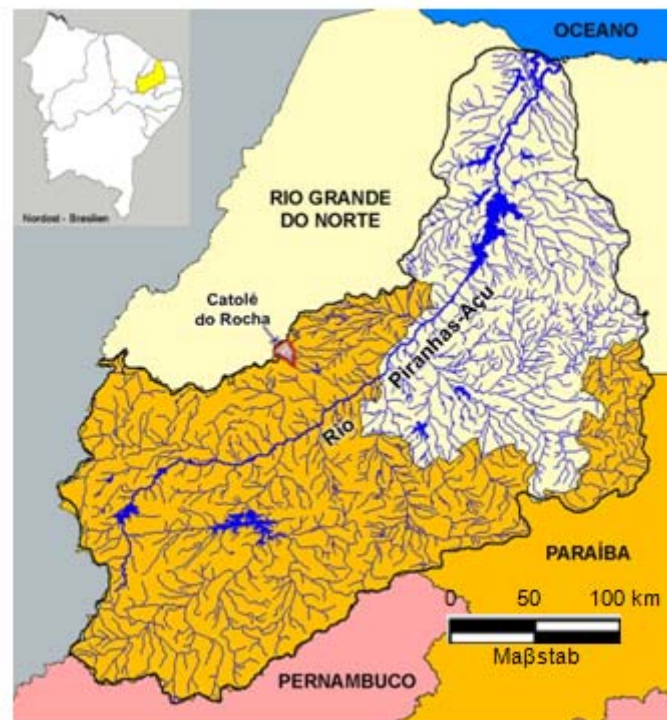 OCEANO
Nordost - Brasilien
RIO GRANDE
DO NORTE
Catolé
do Rocha
Rio Piranhas-Açu
PARAÍBA
0 50 100 km
Maβstab
PERNAMBUCO